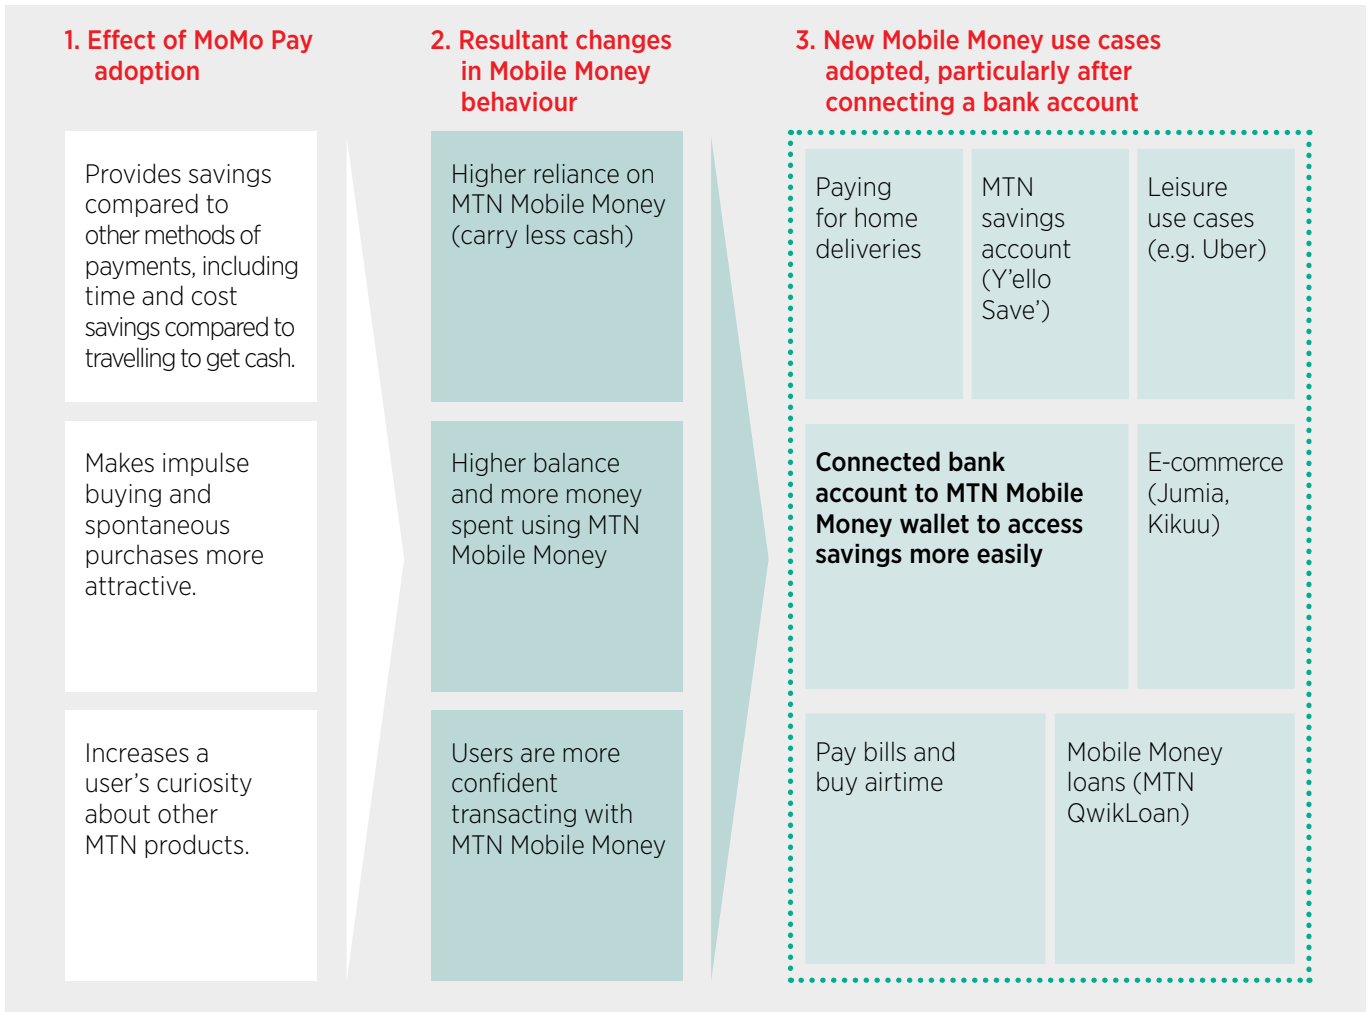 1. Effect of MoMo Pay
adoption
2. Resultant changes
in Mobile Money
behaviour
3. New Mobile Money use cases
adopted, particularly after
connecting a bank account
Provides savings
compared to
other methods of
payments, including
time and cost
savings compared to
travelling to get cash.
Makes impulse
buying and
spontaneous
purchases more
attractive.
Increases a
user’s curiosity
about other
MTN products.
Higher reliance on
MTN Mobile Money
(carry less cash)
Higher balance
and more money
spent using MTN
Mobile Money
Users are more
confident
transacting with
MTN Mobile Money
Paying
for home
deliveries
MTN
savings
account
(Y’ello
Save’)
Leisure
use cases
(e.g. Uber)
Connected bank
account to MTN Mobile
Money wallet to access
savings more easily
E-commerce
(Jumia,
Kikuu)
Pay bills and
buy airtime
Mobile Money
loans (MTN
QwikLoan)